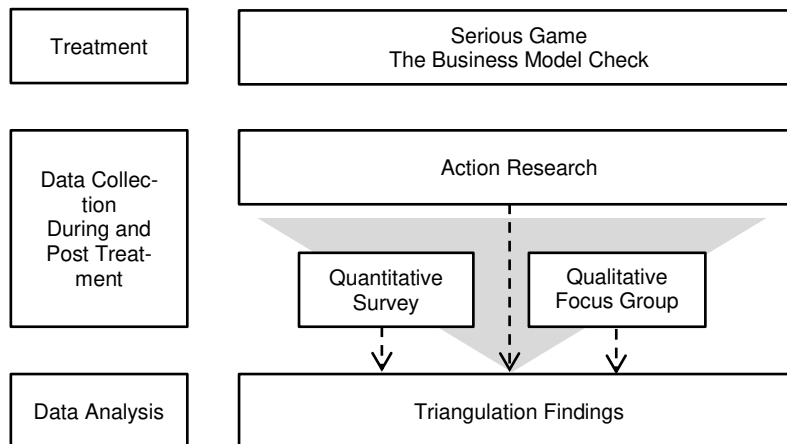 Treatment
Serious Game
The Business Model Check
Data Collec-
tion
During and
Post Treat-
ment
Action Research
Quantitative
Survey
Qualitative
Focus Group
Data Analysis
Triangulation Findings